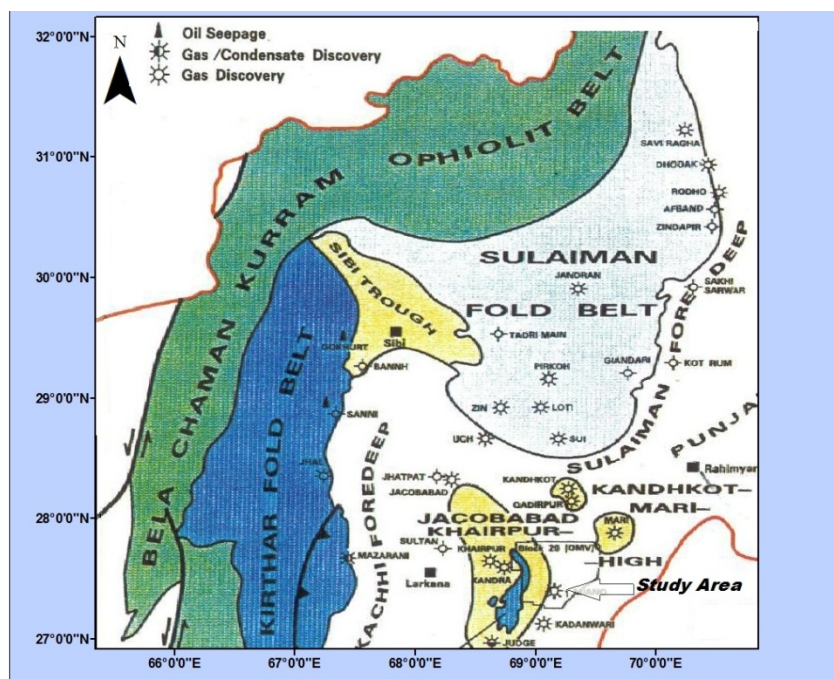 32°0'0"N
31°0'0"N
30°0'0"N
29°0'0"N
28°0'0"N
27°0'0"N
N
Oil Seepage
Gas /Condensate Discovery
Gas Discovery
BELA CHAMAN KURRAM OPHIOLIT BELT
SAVI RAGHA
DHODAK
RODHO
AFBAND
ZINDAPIR
SULAIMAN
FOLD BELT
JANDRAN
SAKHI
SARWAR
SIBI TROUGH
GOKHURT
Sibi
BANNH
TADRI MAIN
GIANDARI
KOT RUM
PIRKOH
ZIN
LOTI
UCH
SUI
SULAIMAN FOREDEEP
PUNJA
Rahimyar
KIRTHAR FOLD BELT
SANNI
JHAL
MAZARANI
KACHHI FOREDEEP
JHATPAT
JACOBABAD
KANDHKOT
QADIRPUR
KANDHKOT–
MARI–
MARI
JACOBABAD
KHAIRPUR–
SULTAN
KHAIRPUR
Block 20 (OMV)
HIGH
Larkana
KANDRA
Study Area
KADANWARI
JUDGE
66°0'0"E
67°0'0"E
68°0'0"E
69°0'0"E
70°0'0"E